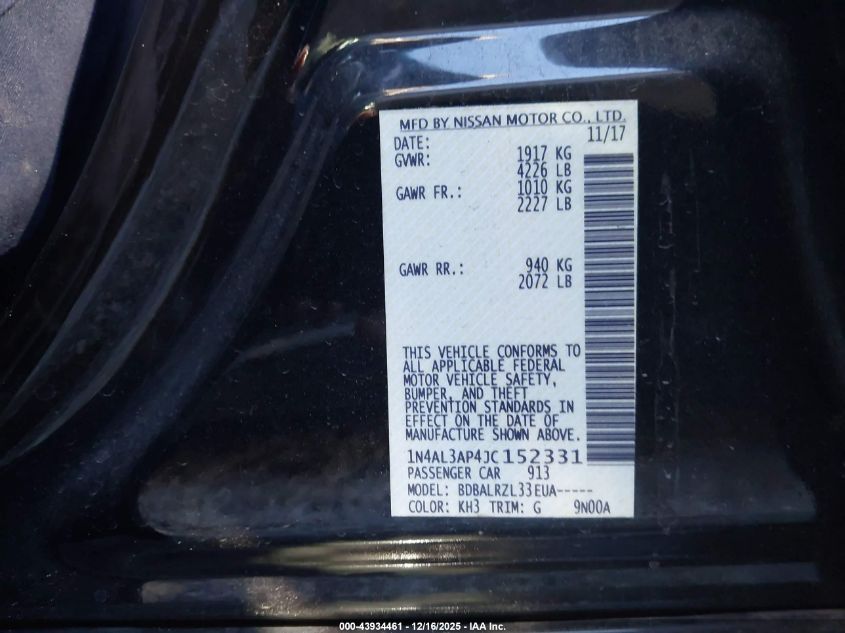 MFD BY NISSAN MOTOR CO., LTD.
DATE: 11/17
GVWR: 1917 KG
4226 LB
GAWR FR.: 1010 KG
2227 LB
GAWR RR.: 940 KG
2072 LB
THIS VEHICLE CONFORMS TO
ALL APPLICABLE FEDERAL
MOTOR VEHICLE SAFETY,
BUMPER, AND THEFT
PREVENTION STANDARDS IN
EFFECT ON THE DATE OF
MANUFACTURE SHOWN ABOVE.
1N4AL3AP4JC152331
PASSENGER CAR 913
MODEL: BDBALRZL33EUA-----
COLOR: KH3 TRIM: G 9N00A
000-43934461 - 12/16/2025 - IAA Inc.